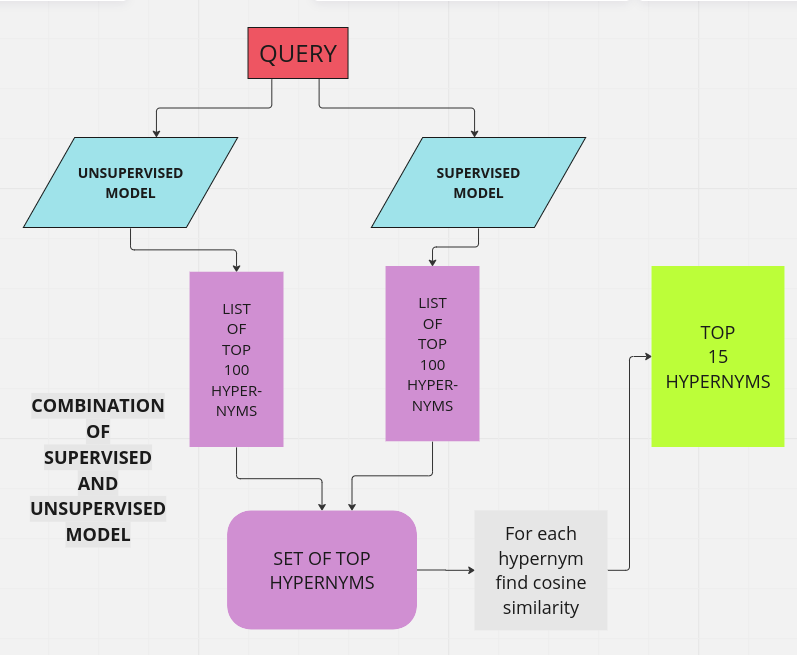 QUERY
UNSUPERVISED
MODEL
SUPERVISED
MODEL
LIST
OF
TOP
100
HYPER-
NYMS
LIST
OF
TOP
100
HYPER-
NYMS
TOP
15
HYPERNYMS
COMBINATION
OF
SUPERVISED
AND
UNSUPERVISED
MODEL
SET OF TOP
HYPERNYMS
For each
hypernym
find cosine
similarity